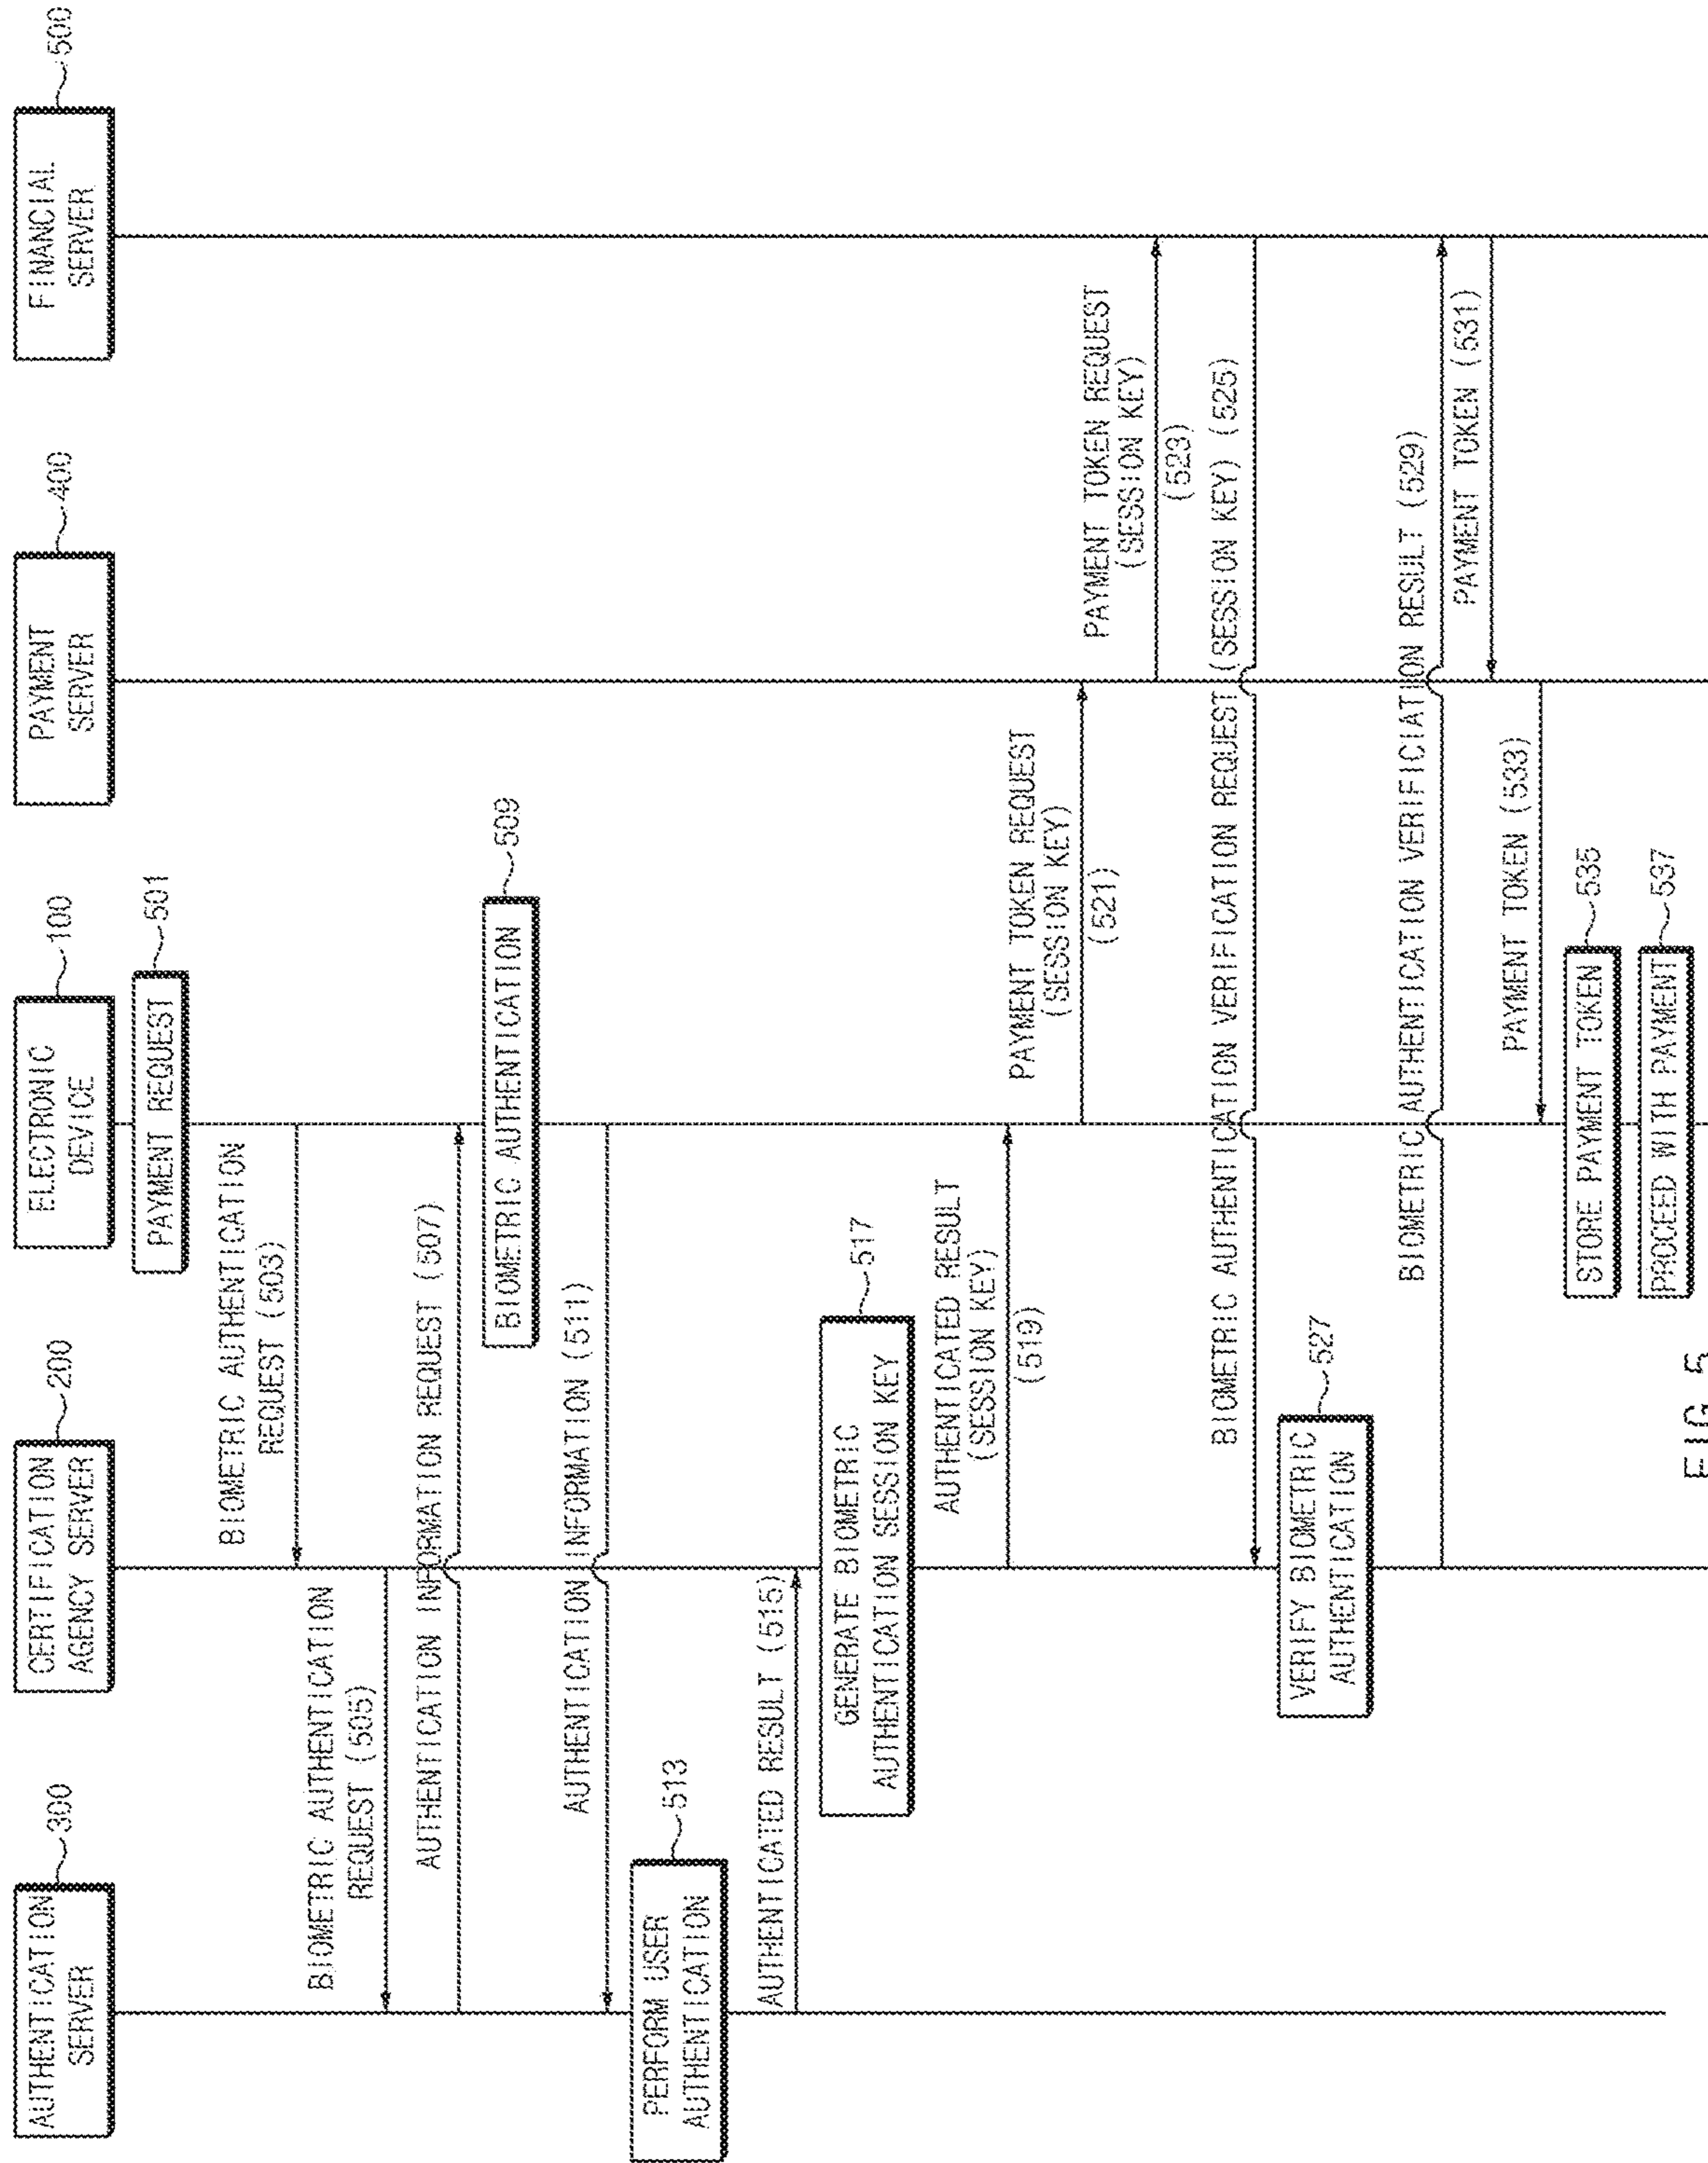 AUTHENTICATION
SERVER
300
CERTIFICATION
AGENCY SERVER
200
ELECTRONIC
DEVICE
100
PAYMENT
SERVER
400
FINANCIAL
SERVER
500
PAYMENT REQUEST
501
BIOMETRIC AUTHENTICATION
REQUEST (503)
BIOMETRIC AUTHENTICATION
REQUEST (505)
AUTHENTICATION INFORMATION REQUEST (507)
BIOMETRIC AUTHENTICATION
509
AUTHENTICATION INFORMATION (511)
PERFORM USER
AUTHENTICATION
513
AUTHENTICATED RESULT (515)
GENERATE BIOMETRIC
AUTHENTICATION SESSION KEY
517
AUTHENTICATED RESULT
(SESSION KEY)
(519)
PAYMENT TOKEN REQUEST
(SESSION KEY)
(521)
PAYMENT TOKEN REQUEST
(SESSION KEY)
(523)
BIOMETRIC AUTHENTICATION VERIFICATION REQUEST (SESSION KEY) (525)
VERIFY BIOMETRIC
AUTHENTICATION
527
BIOMETRIC AUTHENTICATION VERIFICIATION RESULT (529)
PAYMENT TOKEN (531)
PAYMENT TOKEN (533)
STORE PAYMENT TOKEN
535
PROCEED WITH PAYMENT
537
FIG. 5